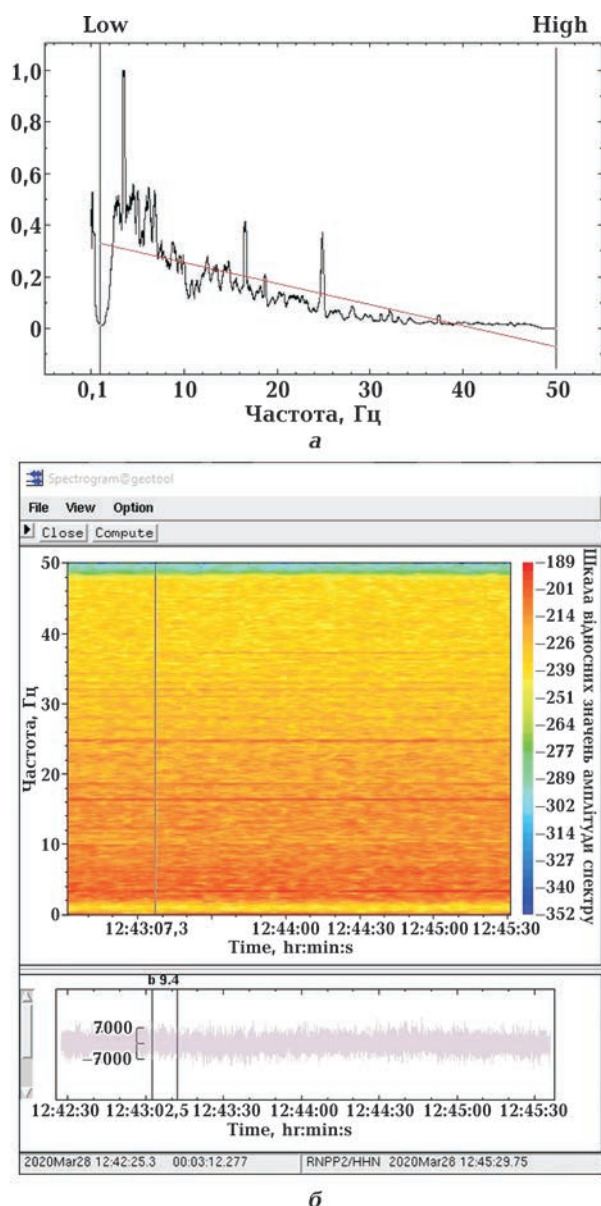 Low High
1,0
0,8
0,6
0,4
0,2
0
0,1 10 20 30 40 50
Частота, Гц
а
Spectrogram@geotool
File View Option
Close Compute
50
40
30
20
10
0
Частота, Гц
−189
−201
−214
−226
−239
−251
−264
−277
−289
−302
−314
−327
−340
−352
Шкала відносних значень амплітуди спектру
12:43:07,3 12:44:00 12:44:30 12:45:00 12:45:30
Time, hr:min:s
b 9.4
7.000
−7000
12:42:30 12:43:02,5 12:43:30 12:44:00 12:44:30 12:45:00 12:45:30
Time, hr:min:s
2020Mar28 12:42:25.3 00:03:12.277 RNPP2/HHN 2020Mar28 12:45:29.75
б